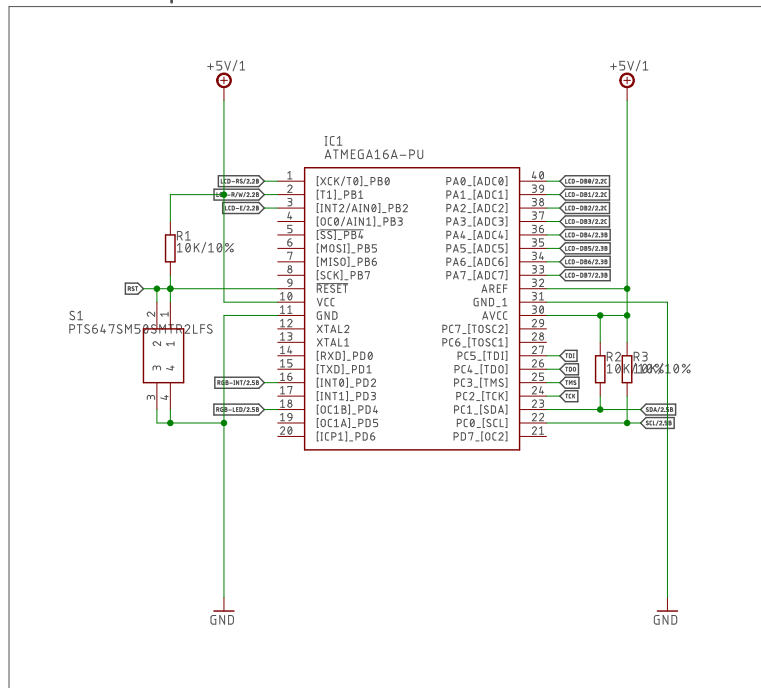 +5V/1
+5V/1
IC1
ATMEGA16A-PU
LCD-RS/2.2B 1 [XCK/T0]_PB0 PA0_[ADC0] 40 LCD-DB0/2.2C
2 [T1]_PB1 PA1_[ADC1] 39 LCD-DB1/2.2C
LCD-E/2.2B 3 [INT2/AIN0]_PB2 PA2_[ADC2] 38 LCD-DB2/2.2C
4 [OC0/AIN1]_PB3 PA3_[ADC3] 37 LCD-DB3/2.2C
5 [SS]_PB4 PA4_[ADC4] 36 LCD-DB4/2.3B
6 [MOSI]_PB5 PA5_[ADC5] 35 LCD-DB5/2.3B
7 [MISO]_PB6 PA6_[ADC6] 34 LCD-DB6/2.3B
8 [SCK]_PB7 PA7_[ADC7] 33 LCD-DB7/2.3B
RST 9 RESET AREF 32
10 VCC GND_1 31
11 GND AVCC 30
12 XTAL2 PC7_[TOSC2] 29
13 XTAL1 PC6_[TOSC1] 28
14 [RXD]_PD0 PC5_[TDI] 27 TDI
15 [TXD]_PD1 PC4_[TDO] 26 TDO
RGB-INT/2.5B 16 [INT0]_PD2 PC3_[TMS] 25 TMS
17 [INT1]_PD3 PC2_[TCK] 24 TCK
RGB-LED/2.5B 18 [OC1B]_PD4 PC1_[SDA] 23 SDA/2.5B
19 [OC1A]_PD5 PC0_[SCL] 22 SCL/2.5B
20 [ICP1]_PD6 PD7_[OC2] 21
R1
10K/10%
S1
PTS647SM50SMTR2LFS
2 1
2 1
3 4
3 4
R2 R3
10K/10%
GND
GND